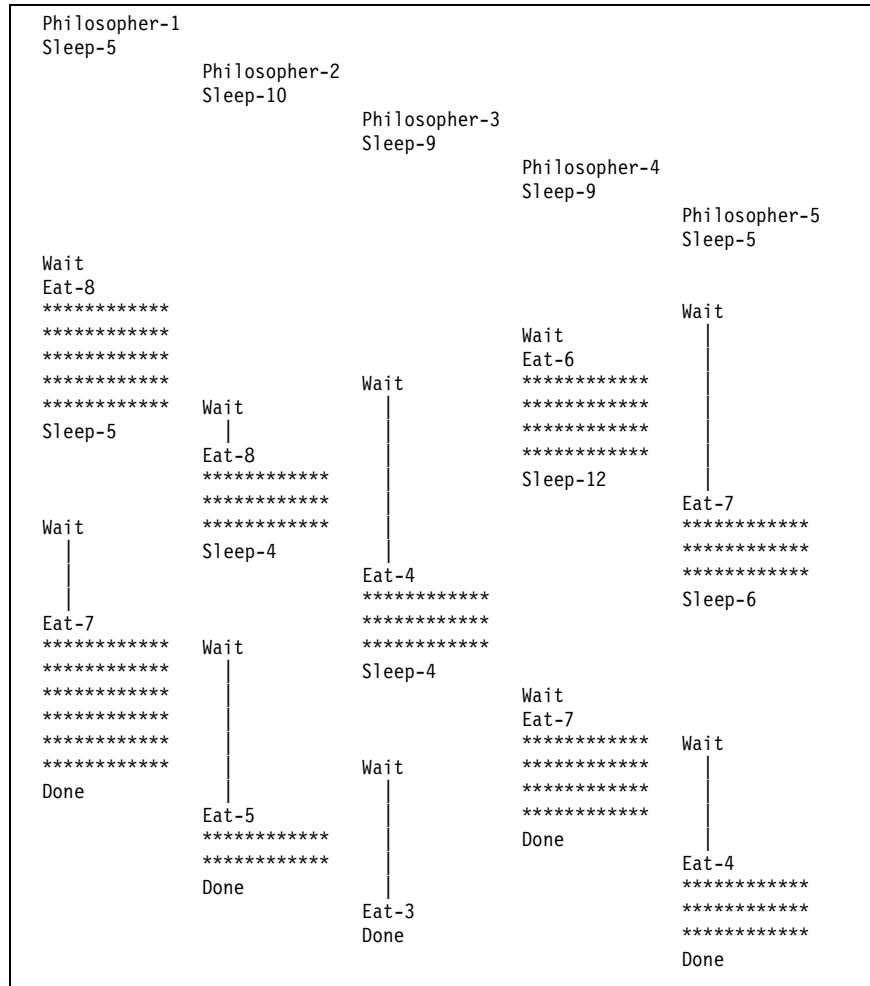 Philosopher-1
Sleep-5
Philosopher-2
Sleep-10
Philosopher-3
Sleep-9
Philosopher-4
Sleep-9
Philosopher-5
Sleep-5
Wait
Eat-8
************ Wait
************ Wait |
************ Eat-6 |
************ Wait ************ |
************ Wait | ************ |
Sleep-5 | | ************ |
Eat-8 | ************ |
************ | Sleep-12 |
************ | Eat-7
Wait ************ | ************
| Sleep-4 | ************
| Eat-4 ************
| ************ Sleep-6
Eat-7 ************
************ Wait ************
************ | Sleep-4
************ | Wait
************ | Eat-7
************ | ************ Wait
************ | Wait ************ |
Done | | ************ |
Eat-5 | ************ |
************ | Done |
************ | Eat-4
Done | ************
Eat-3 ************
Done ************
Done